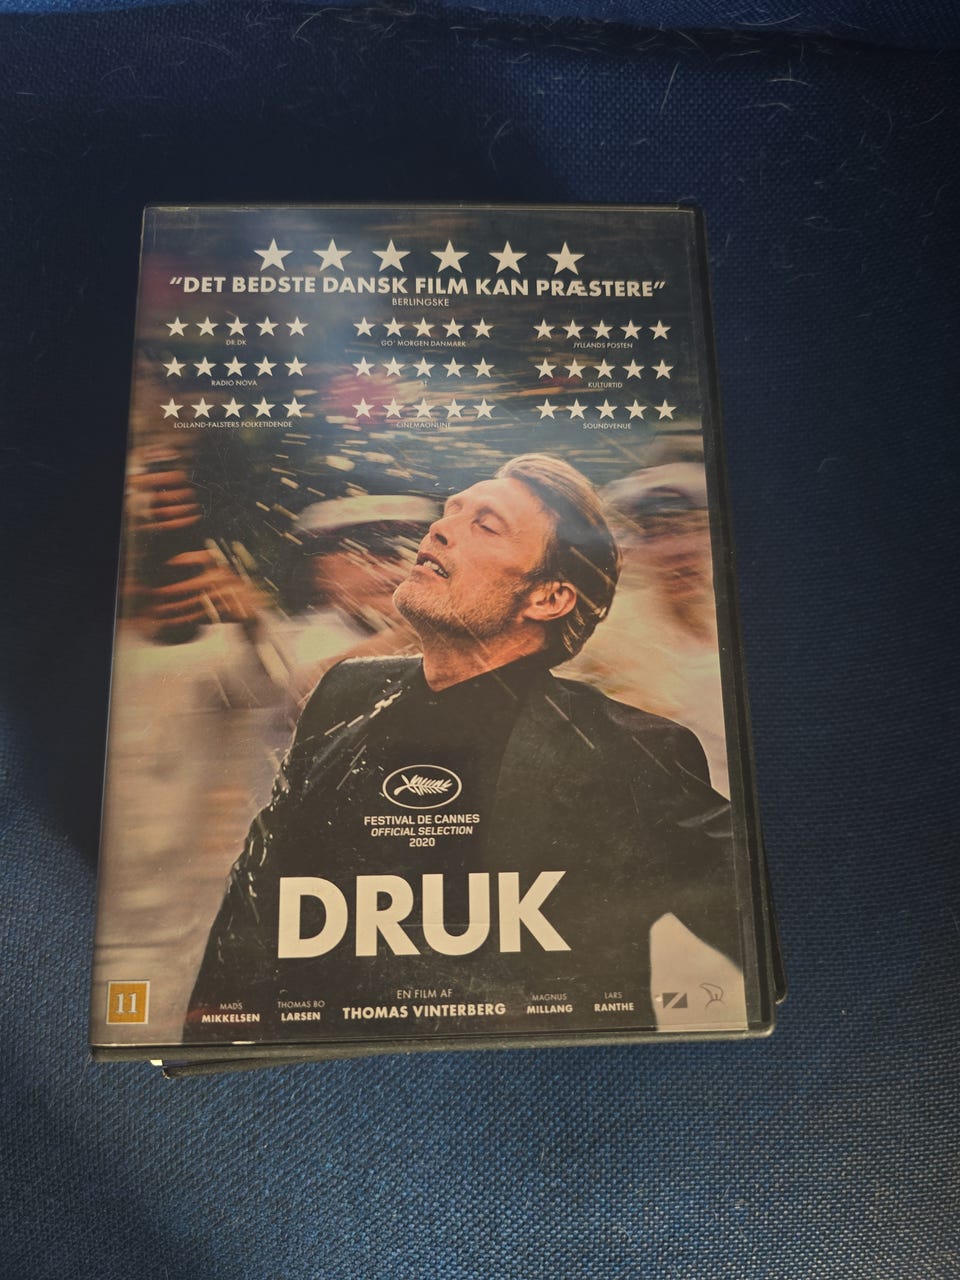 "DET BEDSTE DANSK FILM KAN PRÆSTERE"
BERLINGSKE
DR.DK
GO' MORGEN DANMARK
JYLLANDS POSTEN
RADIO NOVA
KULTURTID
LOLLAND-FALSTERS FOLKETIDENDE
CINEMAONLINE
SOUNDVENUE
FESTIVAL DE CANNES
OFFICIAL SELECTION
2020
DRUK
11
MADS
MIKKELSEN
THOMAS BO
LARSEN
EN FILM AF
THOMAS VINTERBERG
MAGNUS
MILLANG
LARS
RANTHE